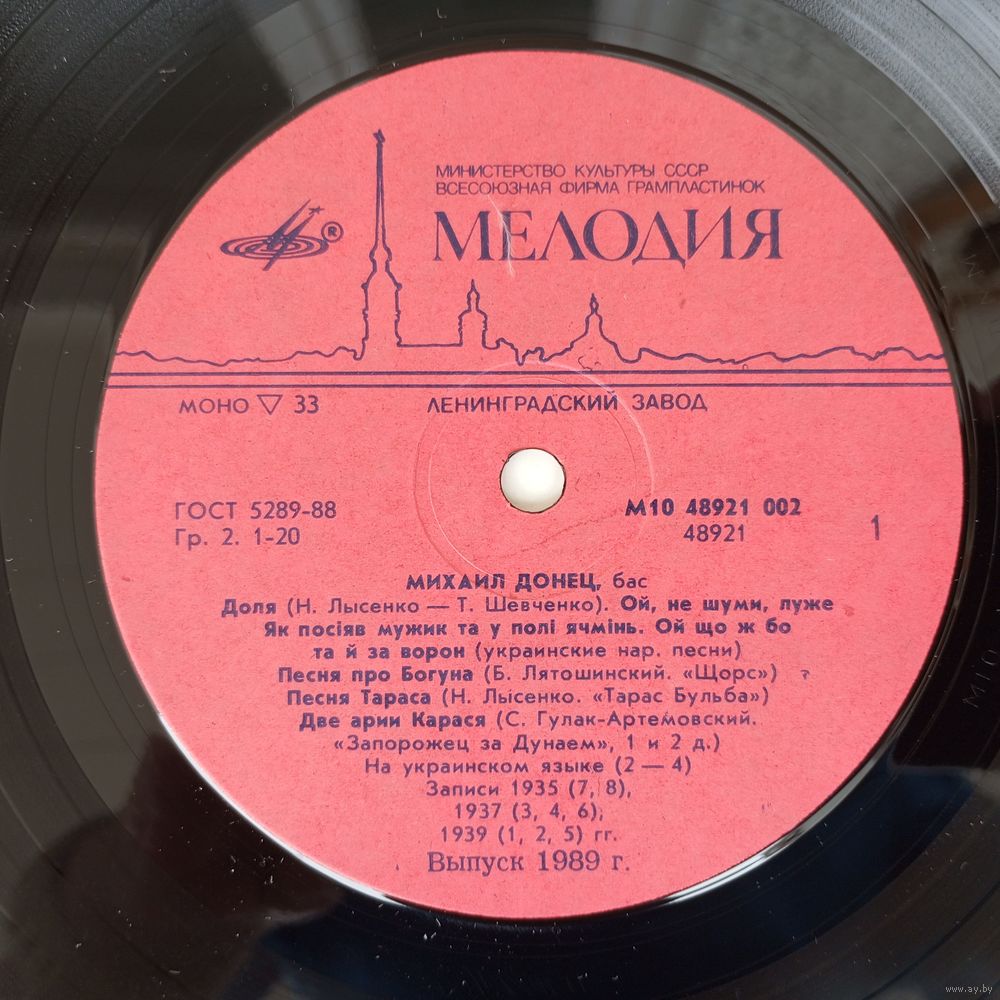 МИНИСТЕРСТВО КУЛЬТУРЫ СССР
ВСЕСОЮЗНАЯ ФИРМА ГРАМПЛАСТИНОК
МЕЛОДИЯ
®
МОНО ▽ 33
ЛЕНИНГРАДСКИЙ ЗАВОД
ГОСТ 5289-88
Гр. 2. 1-20
М10 48921 002
48921
1
МИХАИЛ ДОНЕЦ, бас
Доля (Н. Лысенко — Т. Шевченко). Ой, не шуми, луже
Як посіяв мужик та у полі ячмінь. Ой що ж бо
та й за ворон (украинские нар. песни)
Песня про Богуна (Б. Лятошинский. «Щорс»)
Песня Тараса (Н. Лысенко. «Тарас Бульба»)
Две арии Карася (С. Гулак-Артемовский.
«Запорожец за Дунаем», 1 и 2 д.)
На украинском языке (2 — 4)
Записи 1935 (7, 8),
1937 (3, 4, 6),
1939 (1, 2, 5) гг.
Выпуск 1989 г.
www.ay.by